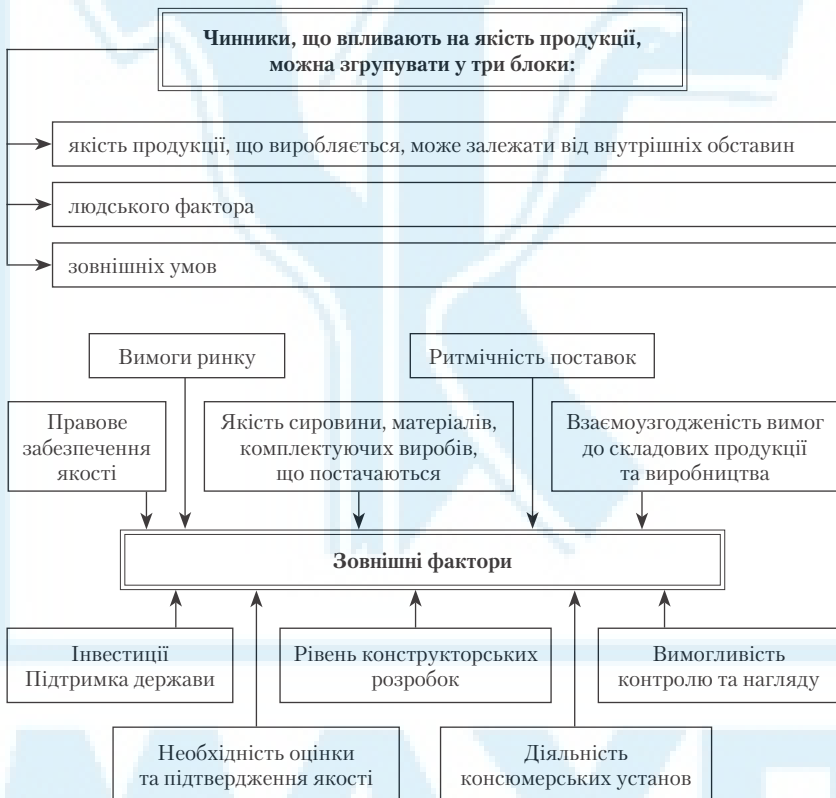 Чинники, що впливають на якість продукції,
можна згрупувати у три блоки:
якість продукції, що виробляється, може залежати від внутрішніх обставин
людського фактора
зовнішніх умов
Вимоги ринку
Ритмічність поставок
Правове
забезпечення
якості
Якість сировини, матеріалів,
комплектуючих виробів,
що постачаються
Взаємоузгодженість вимог
до складових продукції
та виробництва
Зовнішні фактори
Інвестиції
Підтримка держави
Рівень конструкторських
розробок
Вимогливість
контролю та нагляду
Необхідність оцінки
та підтвердження якості
Діяльність
консюмерських установ